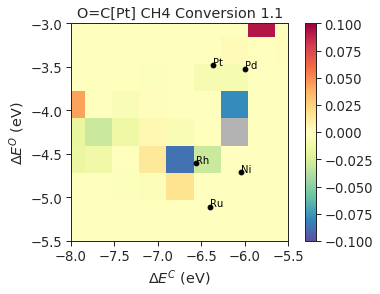 O=C[Pt] CH4 Conversion 1.1
−3.0
−3.5
−4.0
−4.5
−5.0
−5.5
ΔE^O (eV)
Pt
Pd
Rh
Ni
Ru
−8.0 −7.5 −7.0 −6.5 −6.0 −5.5
ΔE^C (eV)
0.100
0.075
0.050
0.025
0.000
−0.025
−0.050
−0.075
−0.100